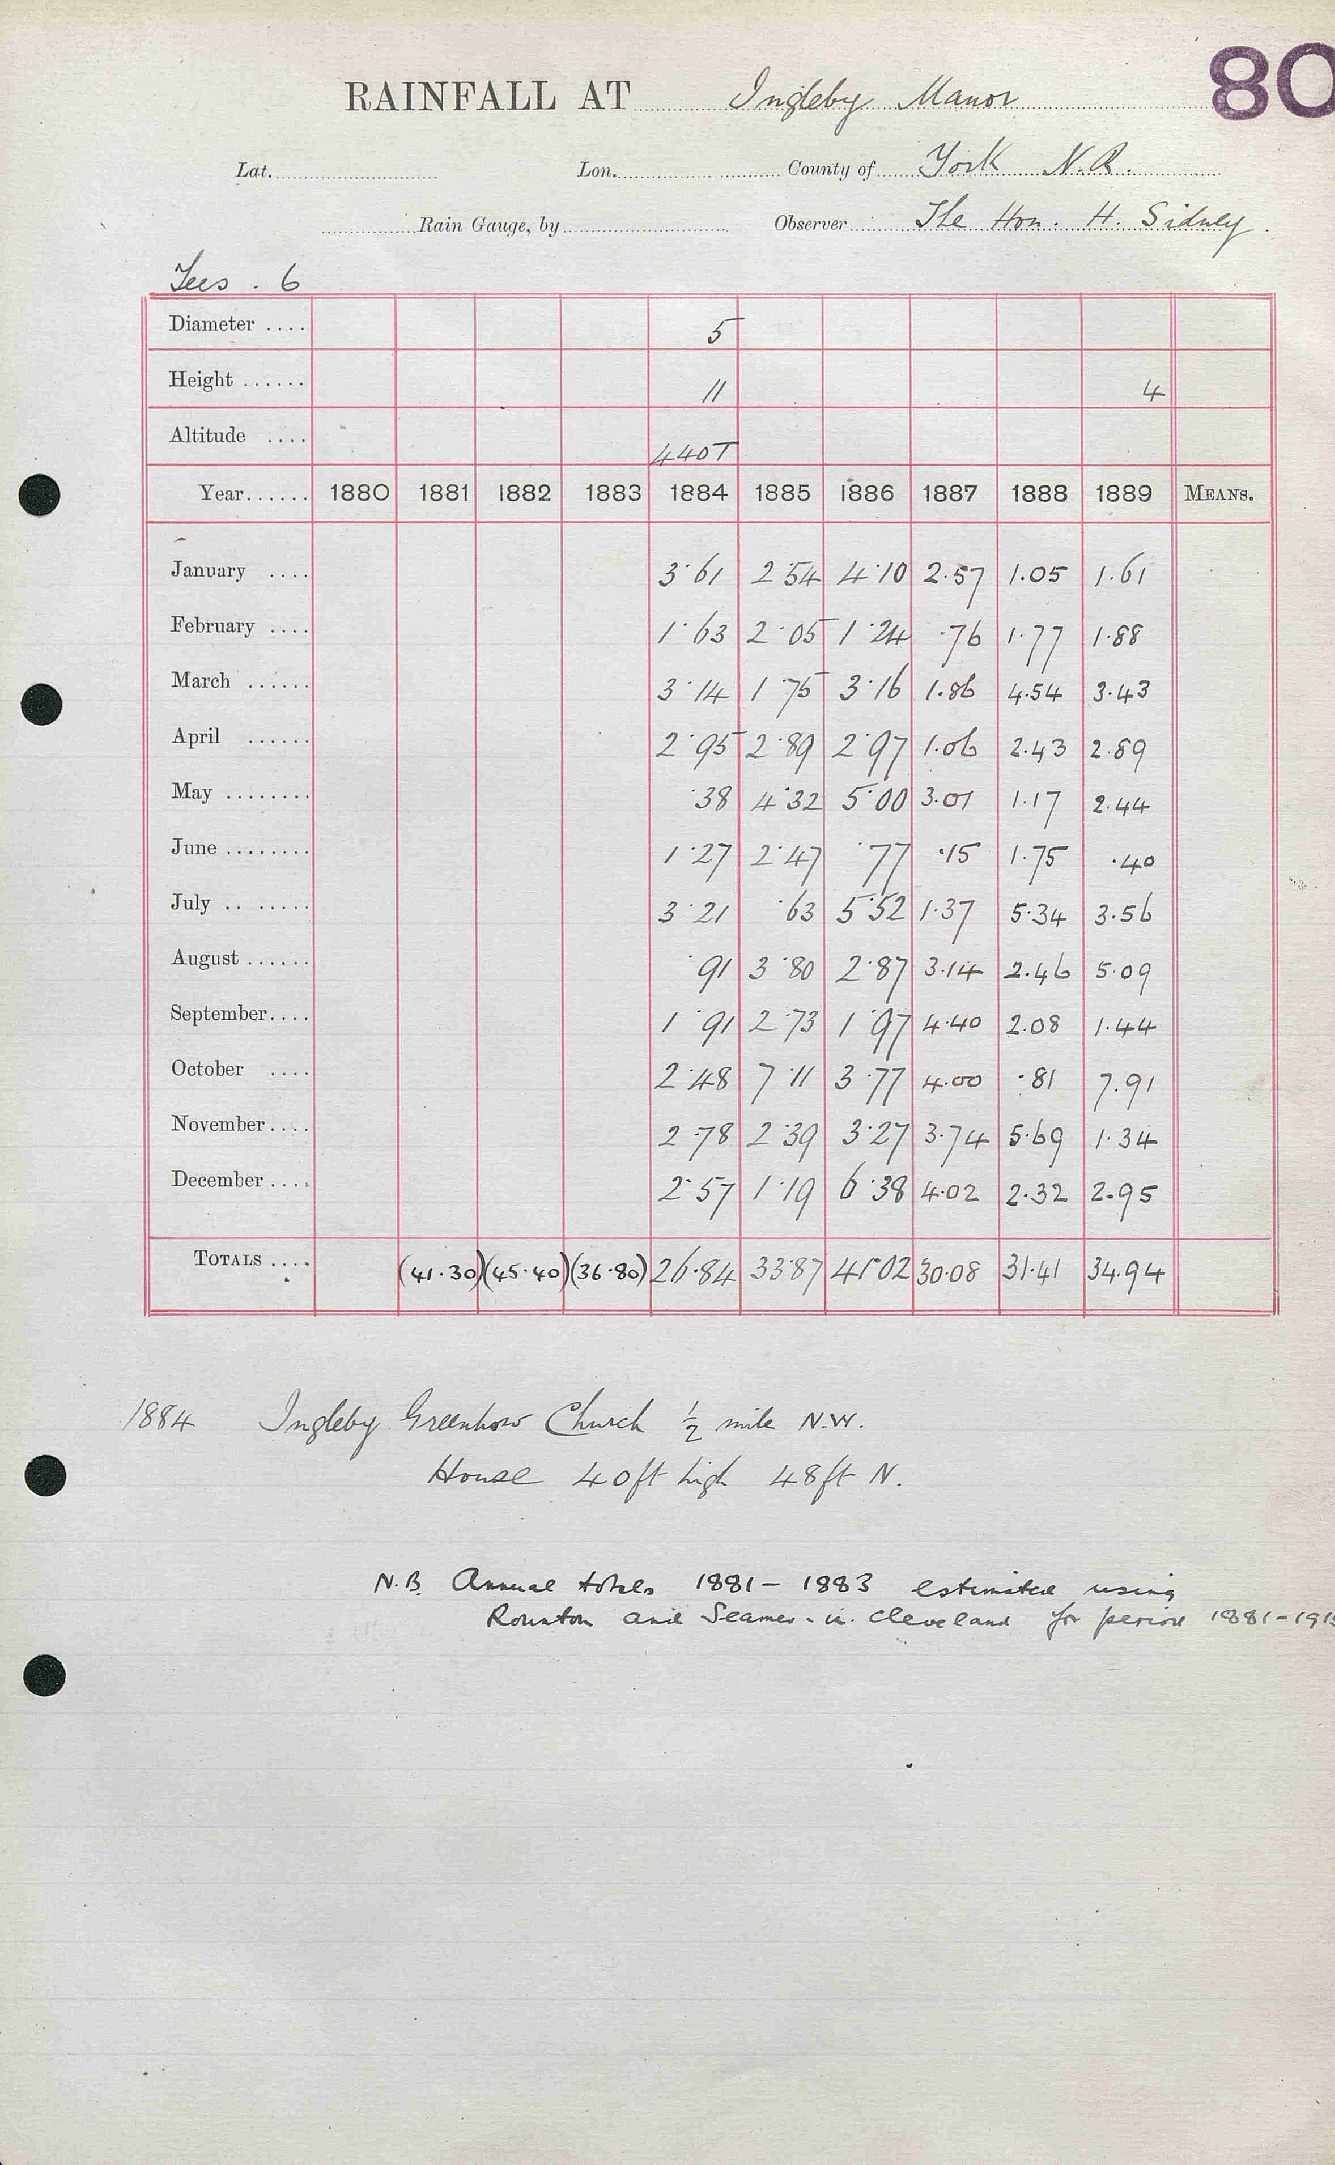 80
RAINFALL AT Ingleby Manor
Lat. Lon. County of York N.R.
Rain Gauge, by Observer The Hon. H. Sidney.
Tees . 6
Diameter .... 5
Height ...... 11 4
Altitude .... 440T
Year...... 1880 1881 1882 1883 1884 1885 1886 1887 1888 1889 MEANS.
January .... 3.61 2.54 4.10 2.57 1.05 1.61
February .... 1.63 2.05 1.24 .76 1.77 1.88
March ...... 3.14 1.75 3.16 1.86 4.54 3.43
April ...... 2.95 2.89 2.97 1.06 2.43 2.89
May ........ .38 4.32 5.00 3.01 1.17 2.44
June ........ 1.27 2.47 .77 .15 1.75 .40
July .. ...... 3.21 .63 5.52 1.37 5.34 3.56
August ...... .91 3.80 2.87 3.14 2.46 5.09
September.... 1.91 2.73 1.97 4.40 2.08 1.44
October .... 2.48 7.11 3.77 4.00 .81 7.91
November.... 2.78 2.39 3.27 3.74 5.69 1.34
December .... 2.57 1.19 6.38 4.02 2.32 2.95
TOTALS .... (41.30) (45.40) (36.80) 26.84 33.87 41.02 30.08 31.41 34.94
1884 Ingleby Greenhow Church ½ mile N.W.
House 40ft high 48ft N.
N.B. Annual totals 1881 - 1883 estimated using
Rounton and Seamer-in-Cleveland for period 1881-191